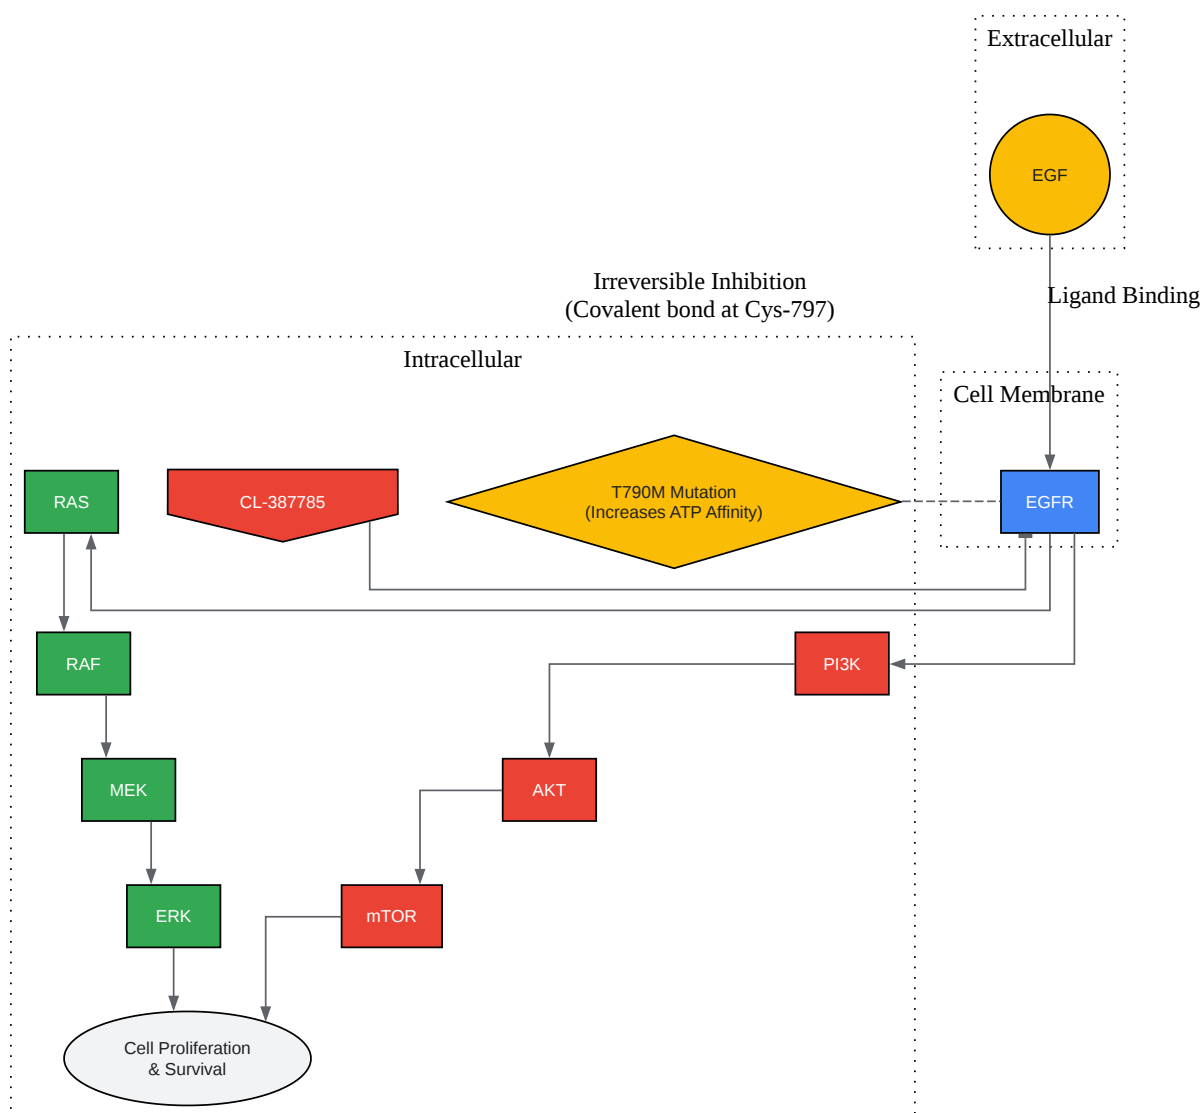 Extracellular
EGF
Irreversible Inhibition
(Covalent bond at Cys-797)
Ligand Binding
Intracellular
Cell Membrane
RAS
CL-387785
T790M Mutation
(Increases ATP Affinity)
EGFR
RAF
PI3K
MEK
AKT
ERK
mTOR
Cell Proliferation
& Survival